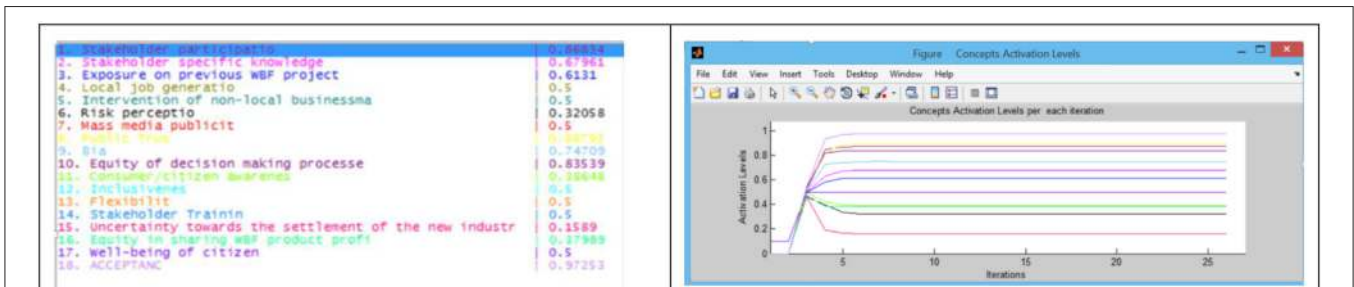 1. Stakeholder participatio | 0.86834
2. Stakeholder specific knowledge | 0.67961
3. Exposure on previous WBF project | 0.6131
4. Local job generatio | 0.5
5. Intervention of non-local businessma | 0.5
6. Risk perceptio | 0.32058
7. Mass media publicit | 0.5
8. Public Trus
9. Bia | 0.74709
10. Equity of decision making processe | 0.83539
11. Consumer/citizen awarenes | 0.38648
12. Inclusivenes | 0.5
13. Flexibilit | 0.5
14. Stakeholder Trainin | 0.5
15. Uncertainty towards the settlement of the new industr | 0.1589
16. Equity in sharing WBF product profi | 0.37989
17. Well-being of citizen | 0.5
18. ACCEPTANC | 0.97253
Figure Concepts Activation Levels
File Edit View Insert Tools Desktop Window Help
Concepts Activation Levels per each iteration
Activation Levels
1
0.8
0.6
0.4
0.2
0
5 10 15 20 25
Iterations